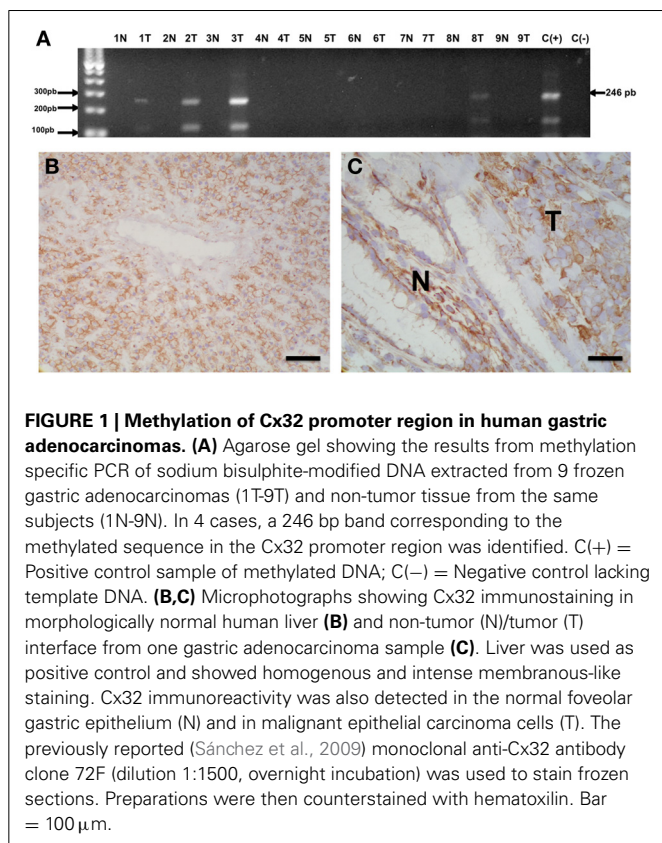 A
1N 1T 2N 2T 3N 3T 4N 4T 5N 5T 6N 6T 7N 7T 8N 8T 9N 9T C(+) C(-)
300pb
200pb
100pb
246 pb
B
C
N
T
FIGURE 1 | Methylation of Cx32 promoter region in human gastric
adenocarcinomas. (A) Agarose gel showing the results from methylation
specific PCR of sodium bisulphite-modified DNA extracted from 9 frozen
gastric adenocarcinomas (1T-9T) and non-tumor tissue from the same
subjects (1N-9N). In 4 cases, a 246 bp band corresponding to the
methylated sequence in the Cx32 promoter region was identified. C(+) =
Positive control sample of methylated DNA; C(−) = Negative control lacking
template DNA. (B,C) Microphotographs showing Cx32 immunostaining in
morphologically normal human liver (B) and non-tumor (N)/tumor (T)
interface from one gastric adenocarcinoma sample (C). Liver was used as
positive control and showed homogenous and intense membranous-like
staining. Cx32 immunoreactivity was also detected in the normal foveolar
gastric epithelium (N) and in malignant epithelial carcinoma cells (T). The
previously reported (Sánchez et al., 2009) monoclonal anti-Cx32 antibody
clone 72F (dilution 1:1500, overnight incubation) was used to stain frozen
sections. Preparations were then counterstained with hematoxilin. Bar
= 100 μm.